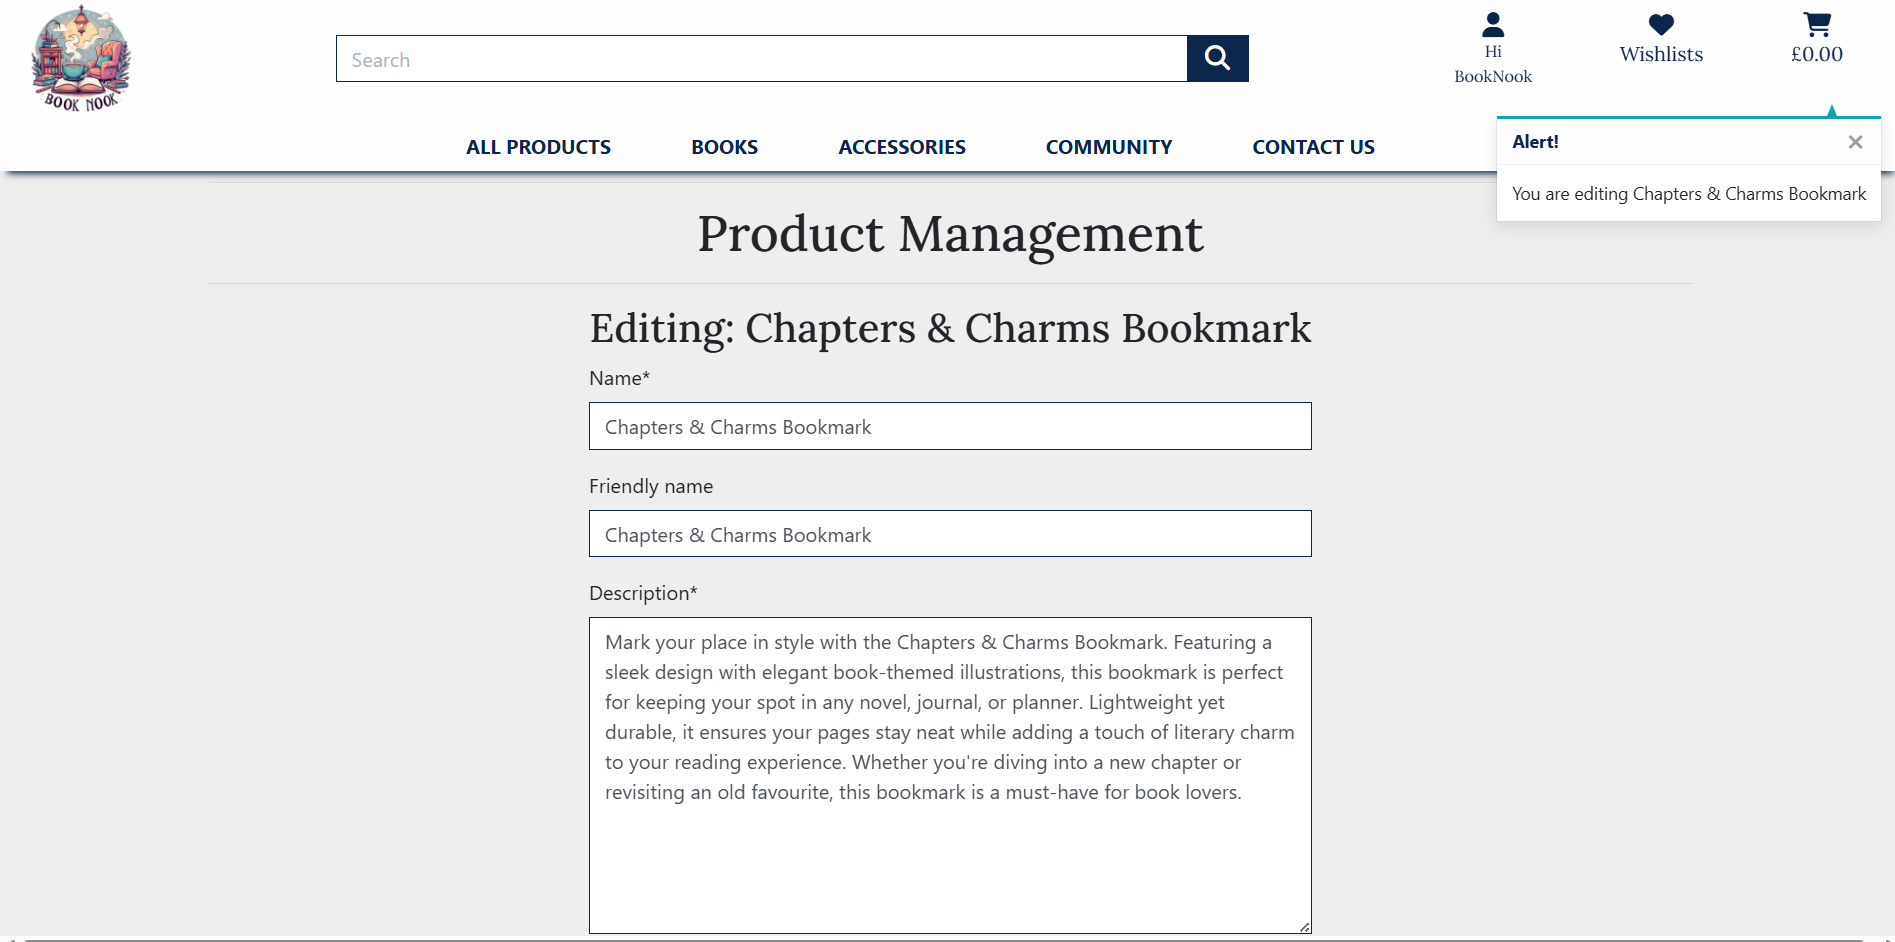 BOOK NOOK
Search
Hi
BookNook
Wishlists
£0.00
ALL PRODUCTS
BOOKS
ACCESSORIES
COMMUNITY
CONTACT US
Alert!
You are editing Chapters & Charms Bookmark
Product Management
Editing: Chapters & Charms Bookmark
Name*
Chapters & Charms Bookmark
Friendly name
Chapters & Charms Bookmark
Description*
Mark your place in style with the Chapters & Charms Bookmark. Featuring a
sleek design with elegant book-themed illustrations, this bookmark is perfect
for keeping your spot in any novel, journal, or planner. Lightweight yet
durable, it ensures your pages stay neat while adding a touch of literary charm
to your reading experience. Whether you're diving into a new chapter or
revisiting an old favourite, this bookmark is a must-have for book lovers.